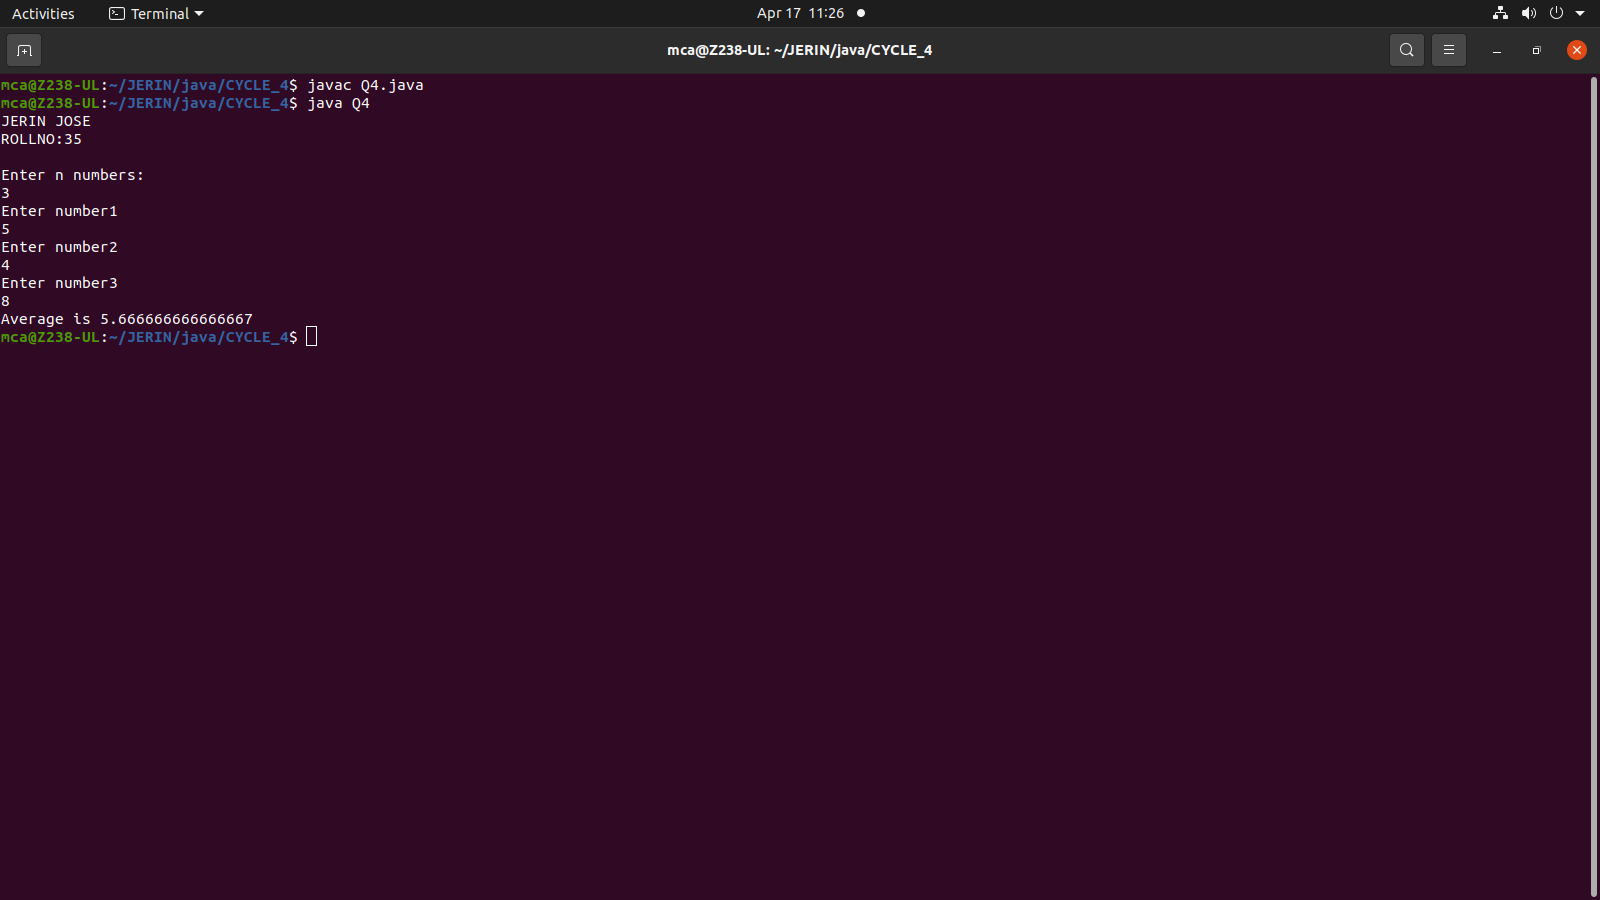 Activities Terminal Apr 17 11:26
mca@Z238-UL: ~/JERIN/java/CYCLE_4
mca@Z238-UL:~/JERIN/java/CYCLE_4$ javac Q4.java
mca@Z238-UL:~/JERIN/java/CYCLE_4$ java Q4
JERIN JOSE
ROLLNO:35
Enter n numbers:
3
Enter number1
5
Enter number2
4
Enter number3
8
Average is 5.666666666666667
mca@Z238-UL:~/JERIN/java/CYCLE_4$